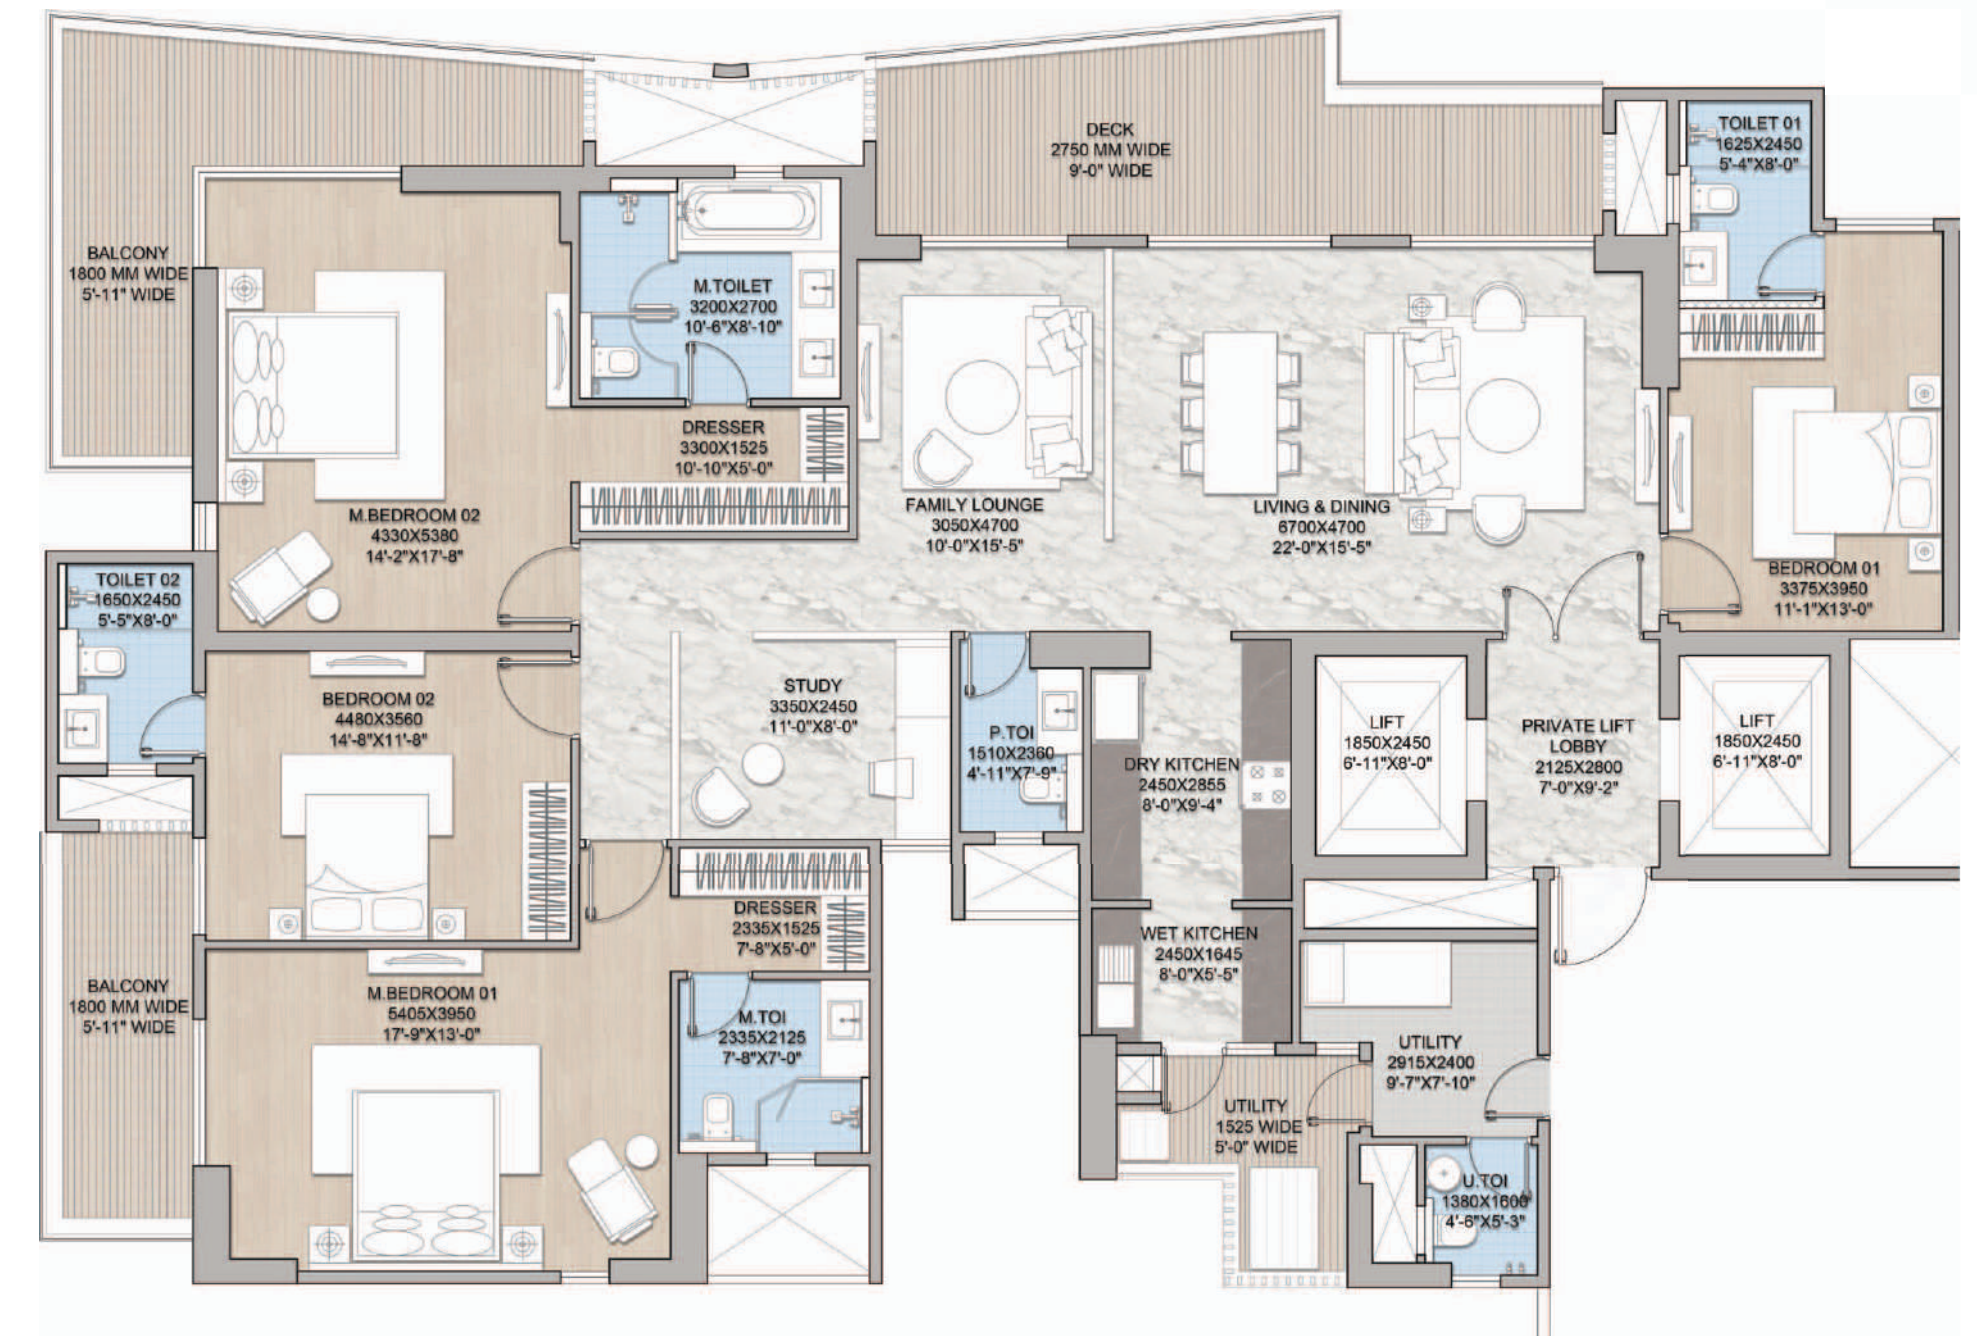 DECK
2750 MM WIDE
9'-0" WIDE
TOILET 01
1625X2450
5'-4"X8'-0"
BALCONY
1800 MM WIDE
5'-11" WIDE
M.TOILET
3200X2700
10'-6"X8'-10"
DRESSER
3300X1525
10'-10"X5'-0"
M.BEDROOM 02
4330X5380
14'-2"X17'-8"
FAMILY LOUNGE
3050X4700
10'-0"X15'-5"
LIVING & DINING
6700X4700
22'-0"X15'-5"
BEDROOM 01
3375X3950
11'-1"X13'-0"
TOILET 02
1650X2450
5'-5"X8'-0"
BEDROOM 02
4480X3560
14'-8"X11'-8"
STUDY
3350X2450
11'-0"X8'-0"
P.TOI
1510X2360
4'-11"X7'-9"
DRY KITCHEN
2450X2855
8'-0"X9'-4"
LIFT
1850X2450
6'-11"X8'-0"
PRIVATE LIFT
LOBBY
2125X2800
7'-0"X9'-2"
LIFT
1850X2450
6'-11"X8'-0"
DRESSER
2335X1525
7'-8"X5'-0"
WET KITCHEN
2450X1645
8'-0"X5'-5"
BALCONY
1800 MM WIDE
5'-11" WIDE
M.BEDROOM 01
5405X3950
17'-9"X13'-0"
M.TOI
2335X2125
7'-8"X7'-0"
UTILITY
2915X2400
9'-7"X7'-10"
UTILITY
1525 WIDE
5'-0" WIDE
U.TOI
1380X1600
4'-6"X5'-3"